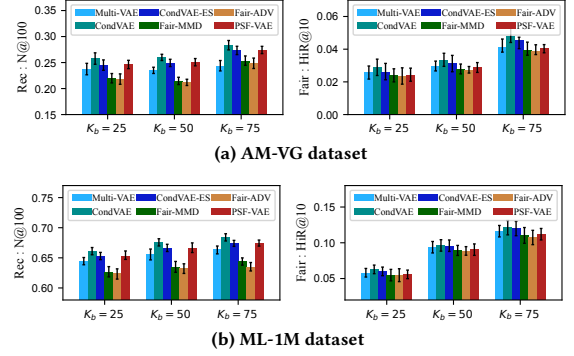 Multi-VAE CondVAE-ES Fair-ADV
CondVAE Fair-MMD PSF-VAE
Rec : N@100
0.30
0.25
0.20
0.15
K_b = 25 K_b = 50 K_b = 75
Multi-VAE CondVAE-ES Fair-ADV
CondVAE Fair-MMD PSF-VAE
Fair : HiR@10
0.06
0.04
0.02
0.00
K_b = 25 K_b = 50 K_b = 75
(a) AM-VG dataset
Multi-VAE CondVAE-ES Fair-ADV
CondVAE Fair-MMD PSF-VAE
Rec : N@100
0.75
0.70
0.65
0.60
K_b = 25 K_b = 50 K_b = 75
Multi-VAE CondVAE-ES Fair-ADV
CondVAE Fair-MMD PSF-VAE
Fair : HiR@10
0.15
0.10
0.05
K_b = 25 K_b = 50 K_b = 75
(b) ML-1M dataset